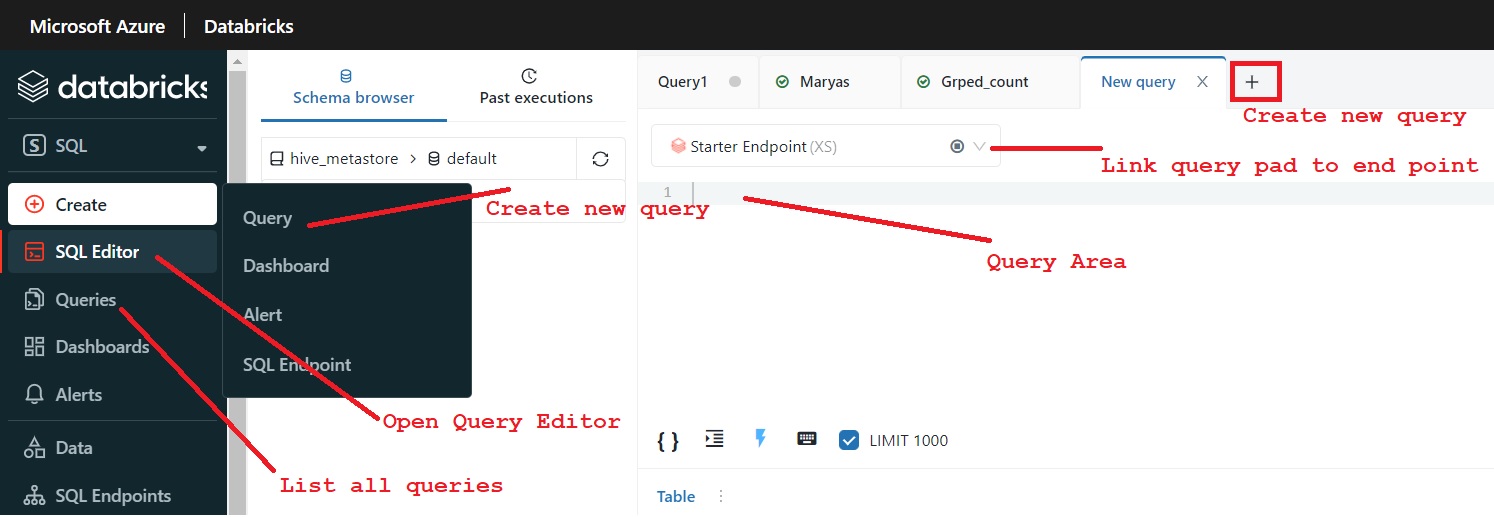 Microsoft Azure Databricks
databricks
SQL
Create
SQL Editor
Queries
Dashboards
Alerts
Data
SQL Endpoints
Query
Dashboard
Alert
SQL Endpoint
Schema browser
Past executions
hive_metastore > default
Query1
Maryas
Grped_count
New query X +
Create new query
Starter Endpoint (XS)
Link query pad to end point
1
Create new query
Query Area
Open Query Editor
List all queries
{ } LIMIT 1000
Table